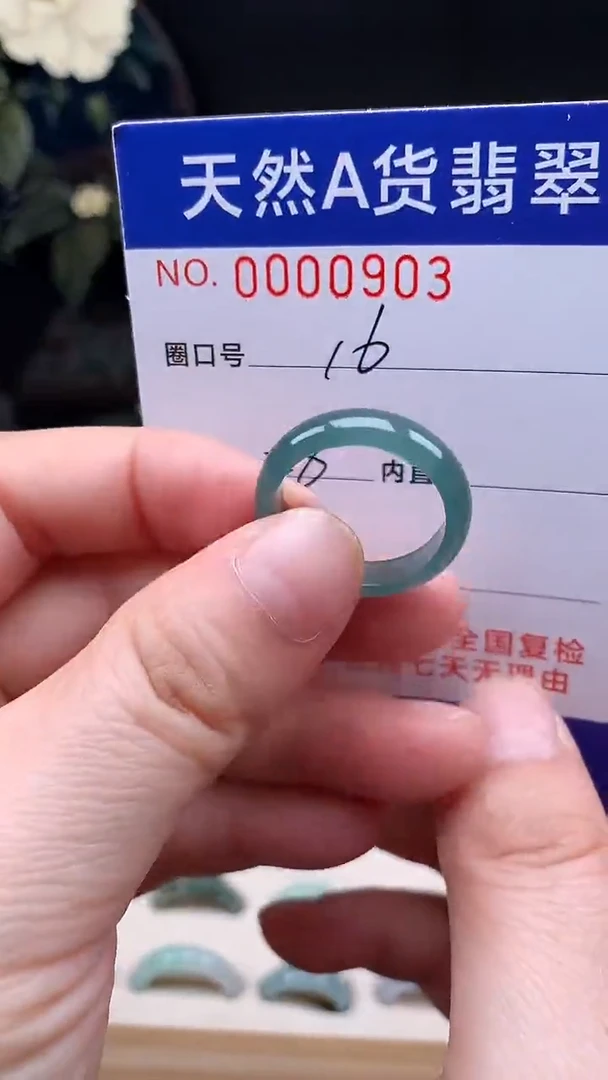 天然A货翡翠
NO. 0000903
圈口号 16
内直
全国复检
七天无理由